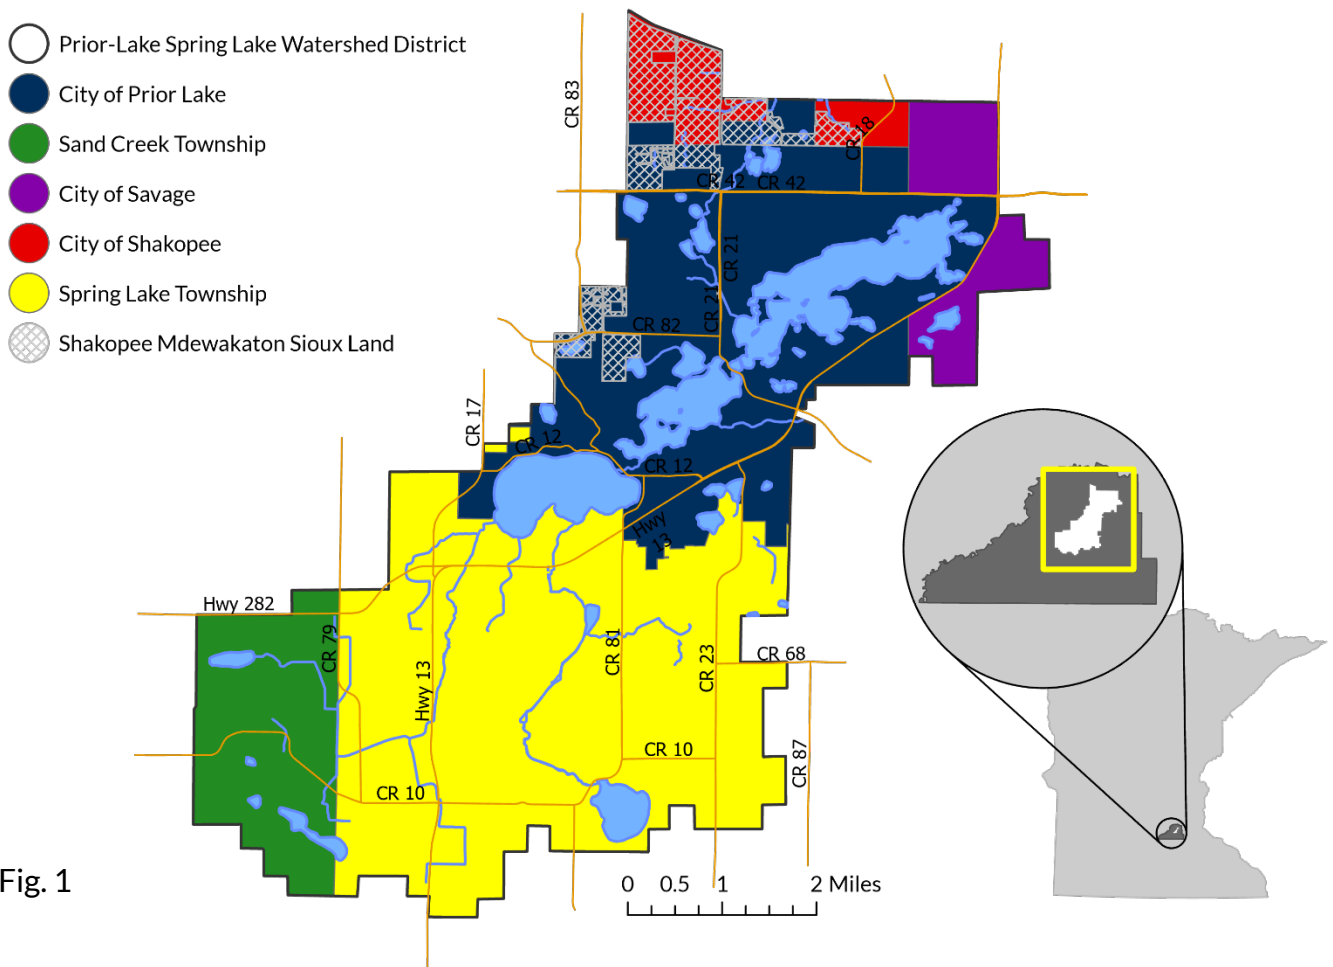 Prior-Lake Spring Lake Watershed District
City of Prior Lake
Sand Creek Township
City of Savage
City of Shakopee
Spring Lake Township
Shakopee Mdewakaton Sioux Land
CR 83
CR 18
CR 42
CR 42
CR 21
CR 21
CR 82
CR 17
CR 12
CR 12
Hwy
13
Hwy 282
CR 79
Hwy 13
CR 81
CR 23
CR 68
CR 10
CR 87
CR 10
Fig. 1
0 0.5 1 2 Miles